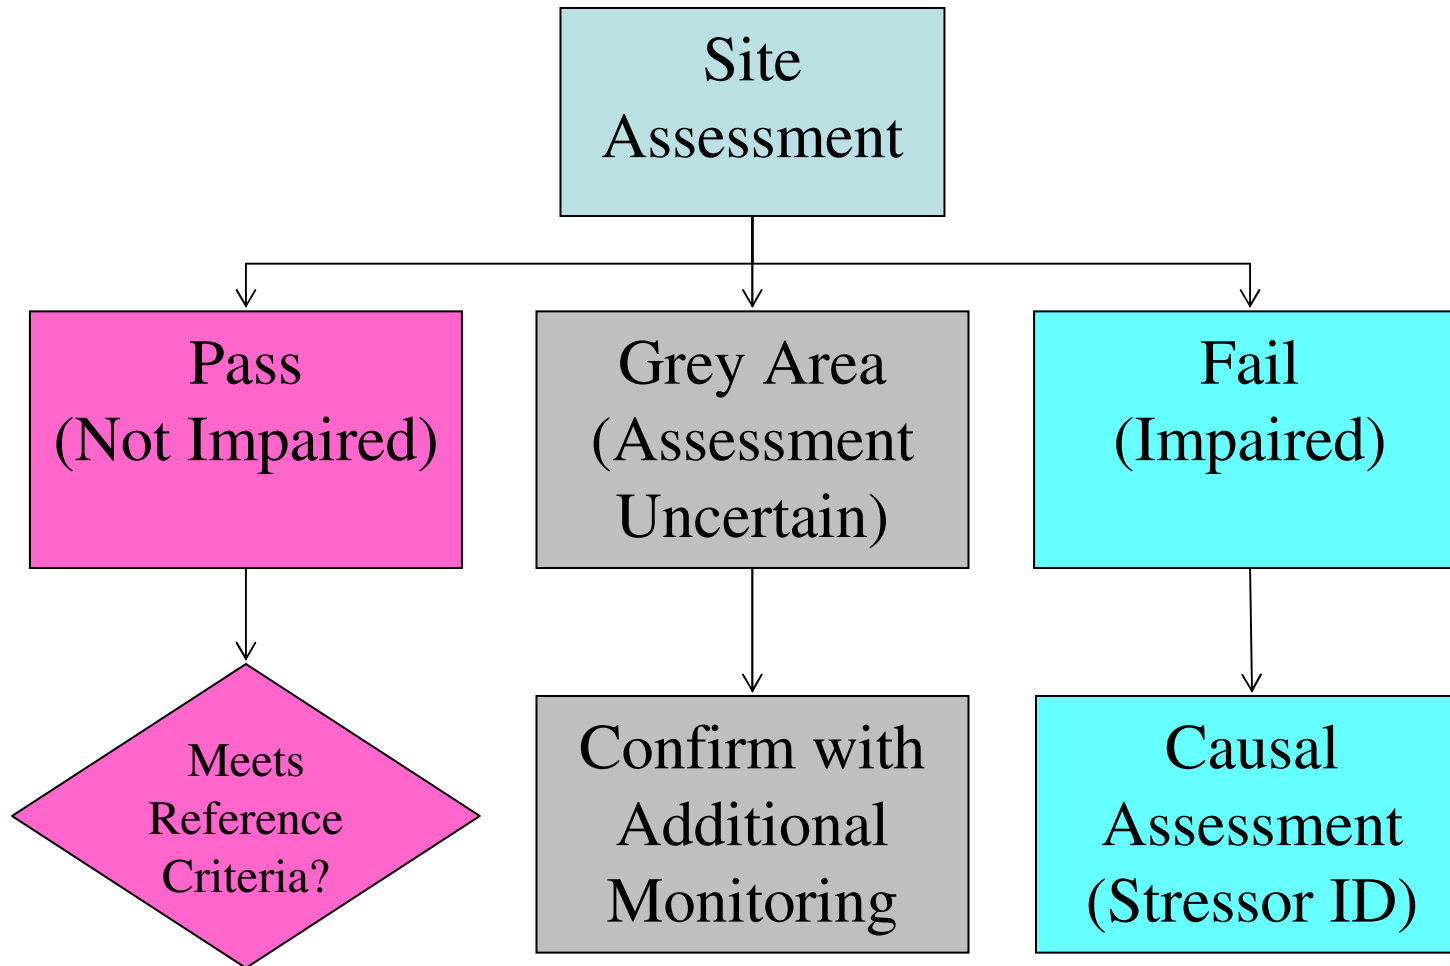 Site
Assessment
Pass
(Not Impaired)
Grey Area
(Assessment
Uncertain)
Fail
(Impaired)
Meets
Reference
Criteria?
Confirm with
Additional
Monitoring
Causal
Assessment
(Stressor ID)